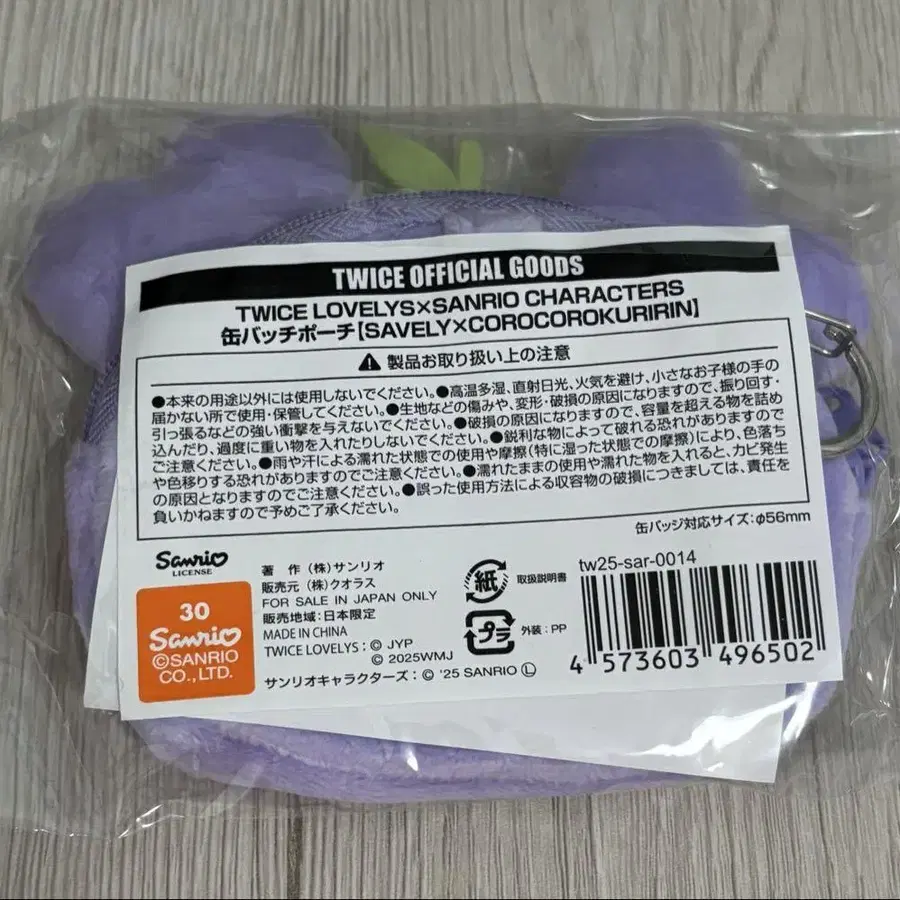 TWICE OFFICIAL GOODS
TWICE LOVELYS×SANRIO CHARACTERS
缶バッチポーチ【SAVELY×COROCOROKURIRIN】
製品お取り扱い上の注意
●本来の用途以外には使用しないでください。●高温多湿、直射日光、火気を避け、小さなお子様の手の
届かない所で使用・保管してください。●生地などの傷みや、変形・破損の原因になりますので、振り回す・
引っ張るなどの強い衝撃を与えないでください。●破損の原因になりますので、容量を超える物を詰め
込んだり、過度に重い物を入れたりしないでください。●鋭利な物によって破れる恐れがありますので
ご注意ください。●雨や汗による濡れた状態での使用や摩擦(特に湿った状態での摩擦)により、色落ち
や色移りする恐れがありますのでご注意ください。●濡れたままの使用や濡れた物を入れると、カビ発生
の原因となりますのでご注意ください。●誤った使用方法による収容物の破損につきましては、責任を
負いかねますので予めご了承ください。
缶バッジ対応サイズ:φ56mm
Sanrio
LICENSE
30
Sanrio
©SANRIO
CO., LTD.
著 作 (株)サンリオ
販売元 (株)クオラス
FOR SALE IN JAPAN ONLY
販売地域:日本限定
MADE IN CHINA
TWICE LOVELYS:© JYP
© 2025WMJ
サンリオキャラクターズ:© '25 SANRIO Ⓛ
紙
取扱説明書
プラ
外装:PP
tw25-sar-0014
4 573603 496502